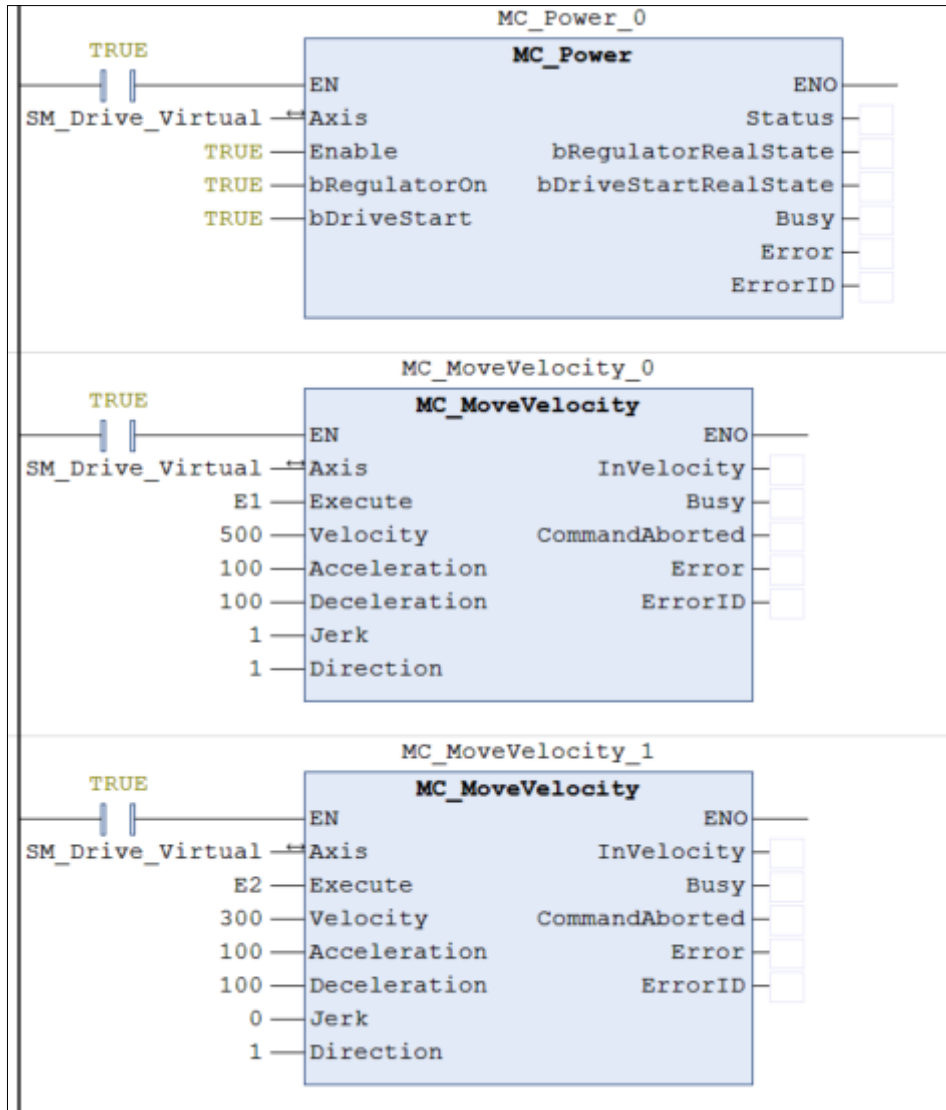 MC_Power_0
TRUE
MC_Power
EN ENO
SM_Drive_Virtual Axis Status
TRUE Enable bRegulatorRealState
TRUE bRegulatorOn bDriveStartRealState
TRUE bDriveStart Busy
Error
ErrorID
MC_MoveVelocity_0
TRUE
MC_MoveVelocity
EN ENO
SM_Drive_Virtual Axis InVelocity
E1 Execute Busy
500 Velocity CommandAborted
100 Acceleration Error
100 Deceleration ErrorID
1 Jerk
1 Direction
MC_MoveVelocity_1
TRUE
MC_MoveVelocity
EN ENO
SM_Drive_Virtual Axis InVelocity
E2 Execute Busy
300 Velocity CommandAborted
100 Acceleration Error
100 Deceleration ErrorID
0 Jerk
1 Direction